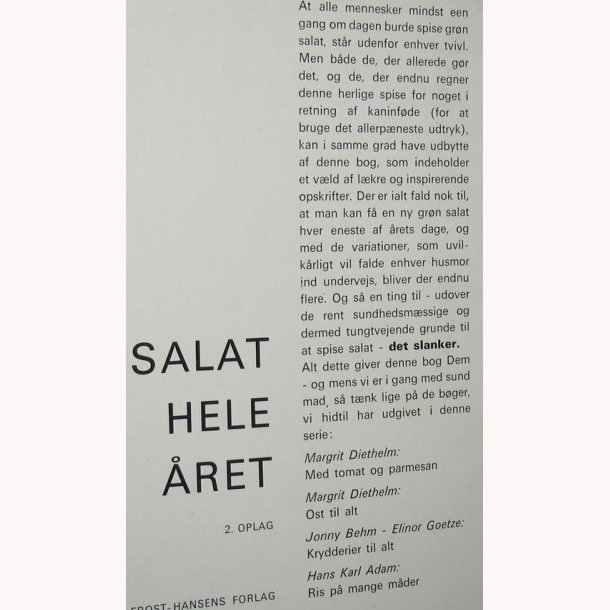 At alle mennesker mindst een
gang om dagen burde spise grøn
salat, står udenfor enhver tvivl.
Men både de, der allerede gør
det, og de, der endnu regner
denne herlige spise for noget i
retning af kaninføde (for at
bruge det allerpæneste udtryk),
kan i samme grad have udbytte
af denne bog, som indeholder
et væld af lækre og inspirerende
opskrifter. Der er ialt fald nok til,
at man kan få en ny grøn salat
hver eneste af årets dage, og
med de variationer, som uvil-
kårligt vil falde enhver husmor
ind undervejs, bliver der endnu
flere. Og så en ting til - udover
de rent sundhedsmæssige og
dermed tungtvejende grunde til
at spise salat - det slanker.
Alt dette giver denne bog Dem
- og mens vi er i gang med sund
mad, så tænk lige på de bøger,
vi hidtil har udgivet i denne
serie:
Margrit Diethelm:
Med tomat og parmesan
Margrit Diethelm:
Ost til alt
Jonny Behm - Elinor Goetze:
Krydderier til alt
Hans Karl Adam:
Ris på mange måder
SALAT
HELE
ÅRET
2. OPLAG
FROST-HANSENS FORLAG